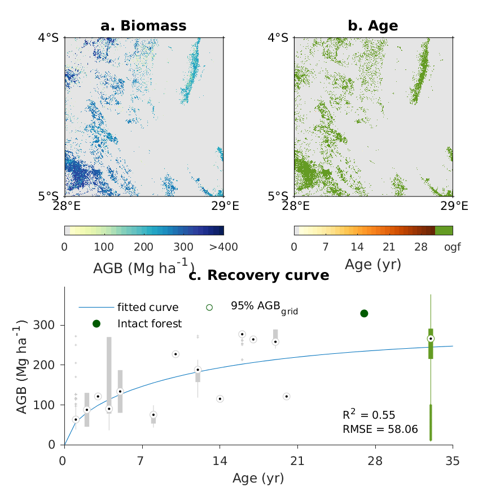 a. Biomass
b. Age
4°S
4°S
5°S
5°S
28°E
29°E
28°E
29°E
0 100 200 300 >400
0 7 14 21 28 ogf
AGB (Mg ha-1)
Age (yr)
c. Recovery curve
fitted curve
95% AGBgrid
Intact forest
AGB (Mg ha-1)
300
200
100
0
R2 = 0.55
RMSE = 58.06
0 7 14 21 28 35
Age (yr)